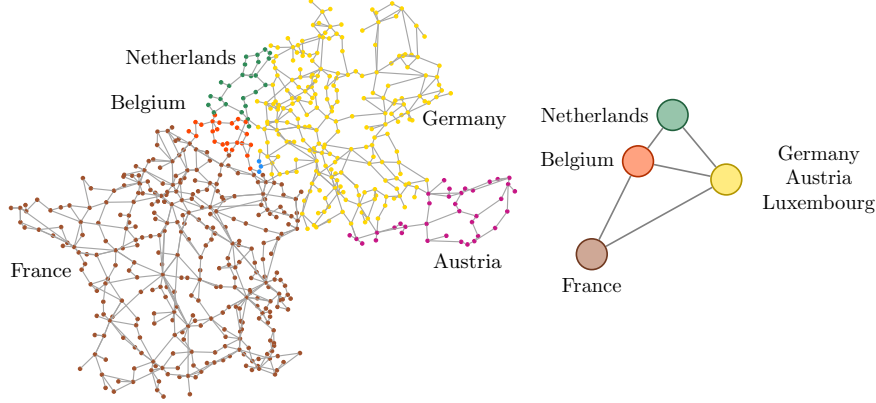 Netherlands
Belgium
Germany
France
Austria
Netherlands
Belgium
Germany
Austria
Luxembourg
France